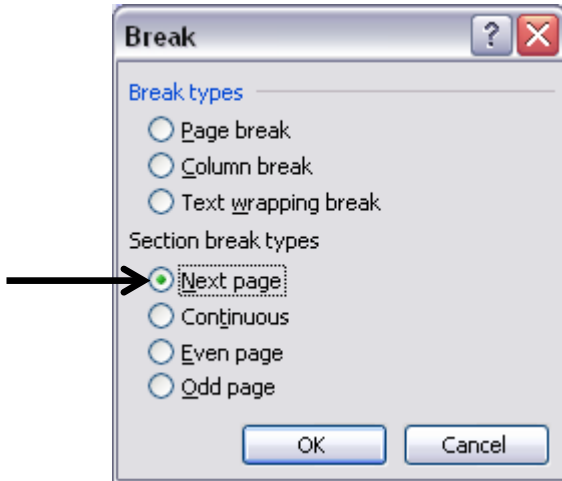 Break
Break types
Page break
Column break
Text wrapping break
Section break types
Next page
Continuous
Even page
Odd page
OK Cancel